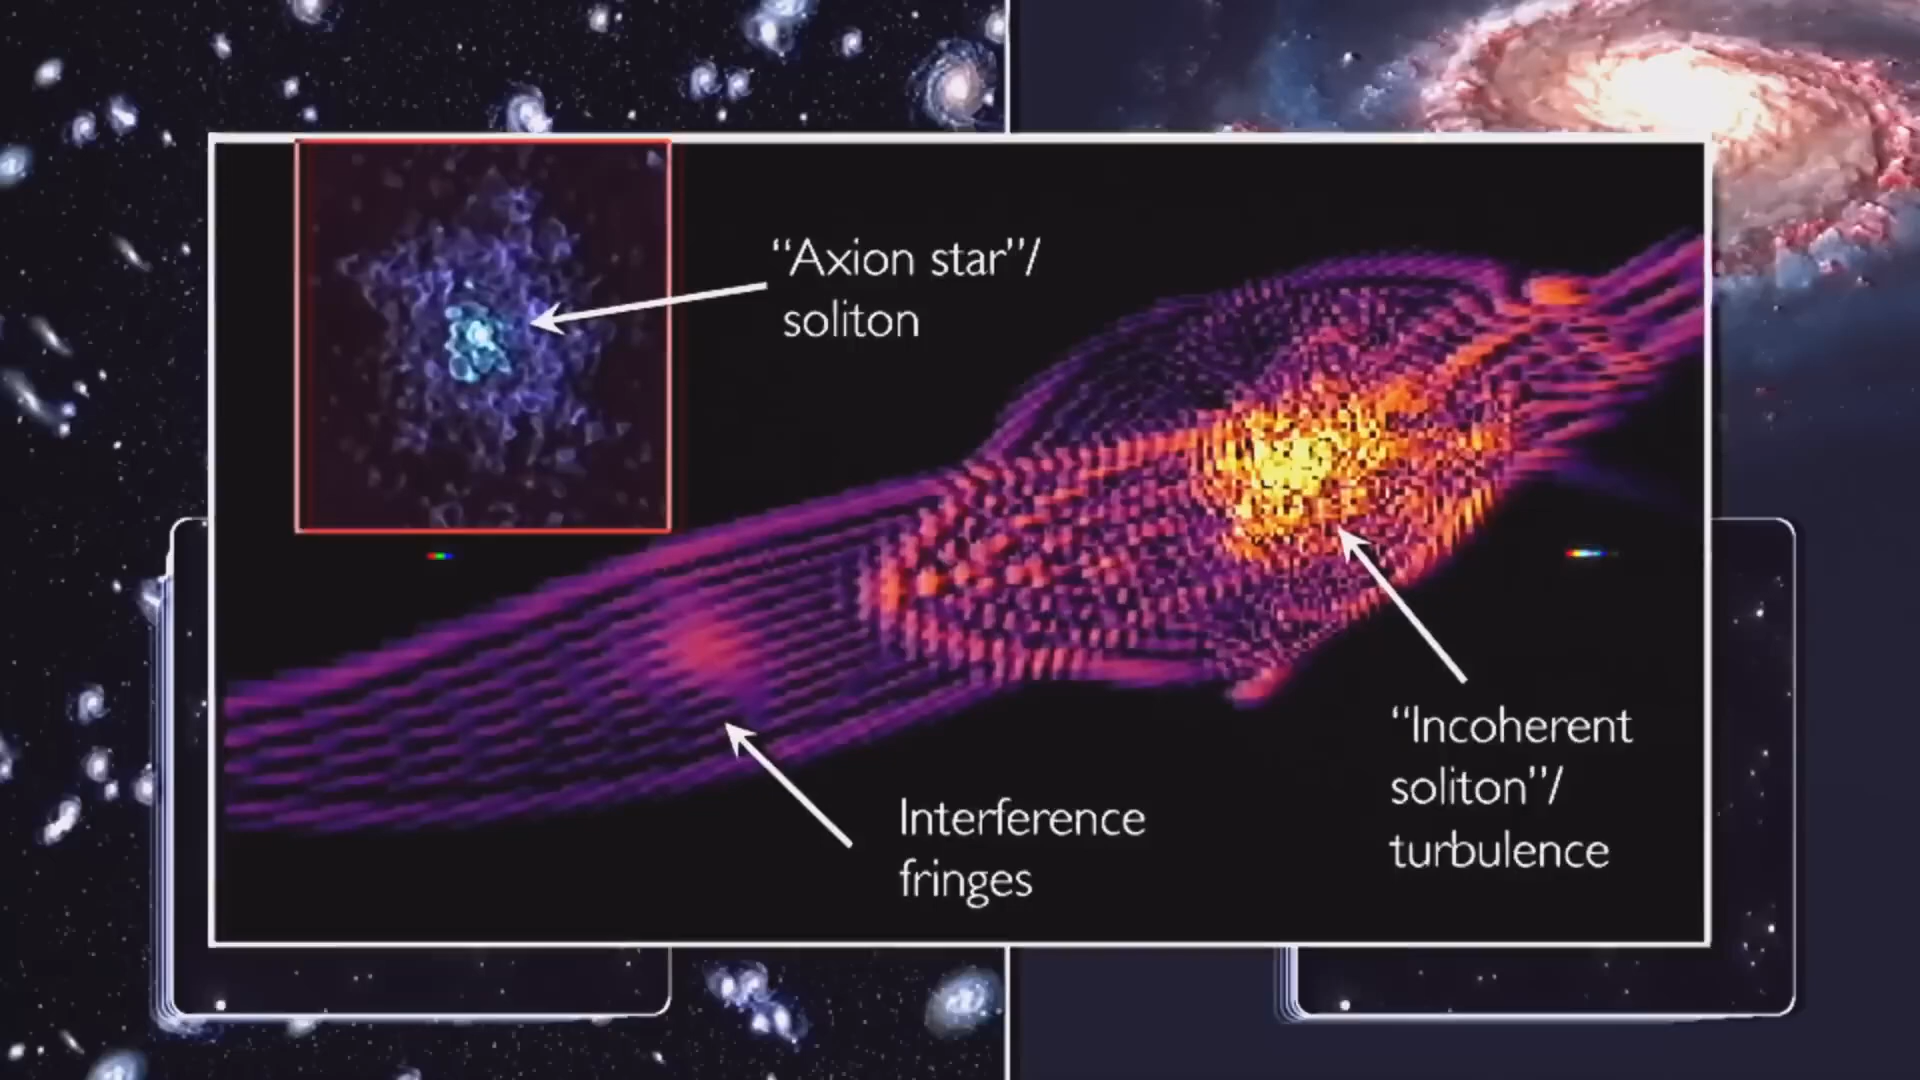 “Axion star”/
soliton
Interference
fringes
“Incoherent
soliton”/
turbulence